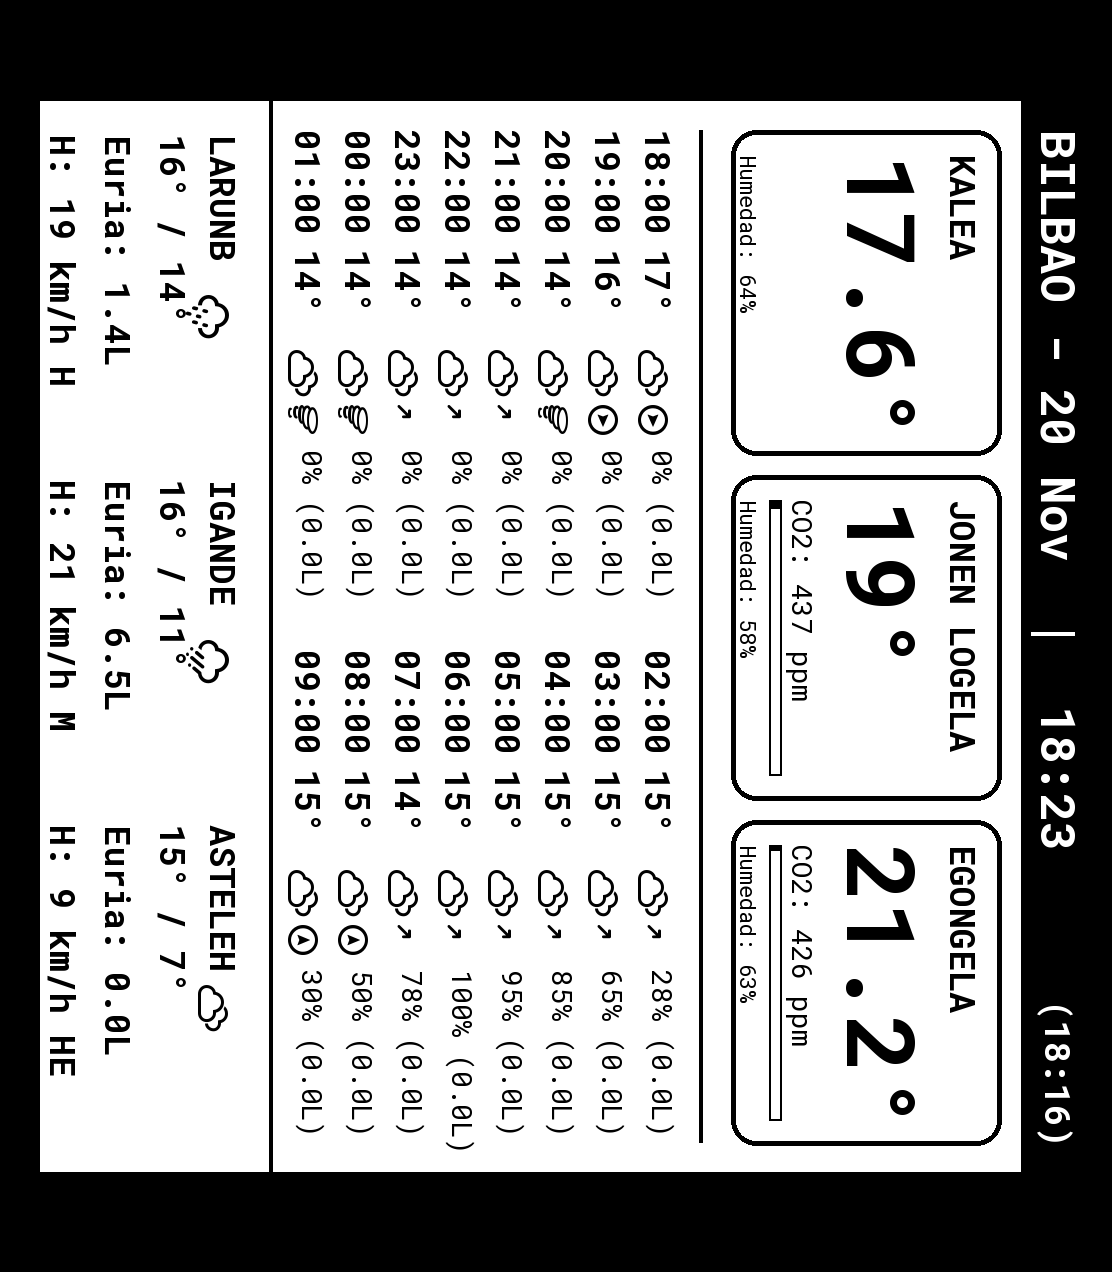 BILBAO - 20 Nov | 18:23 (18:16)
KALEA
17.6°
Humedad: 64%
JONEN LOGELA
19°
CO2: 437 ppm
Humedad: 58%
EGONGELA
21.2°
CO2: 426 ppm
Humedad: 63%
18:00 17° 0% (0.0L)
19:00 16° 0% (0.0L)
20:00 14° 0% (0.0L)
21:00 14° 0% (0.0L)
22:00 14° 0% (0.0L)
23:00 14° 0% (0.0L)
00:00 14° 0% (0.0L)
01:00 14° 0% (0.0L)
02:00 15° 28% (0.0L)
03:00 15° 65% (0.0L)
04:00 15° 85% (0.0L)
05:00 15° 95% (0.0L)
06:00 15° 100% (0.0L)
07:00 14° 78% (0.0L)
08:00 15° 50% (0.0L)
09:00 15° 30% (0.0L)
LARUNB
16° / 14°
Euria: 1.4L
H: 19 km/h H
IGANDE
16° / 11°
Euria: 6.5L
H: 21 km/h M
ASTELEH
15° / 7°
Euria: 0.0L
H: 9 km/h HE